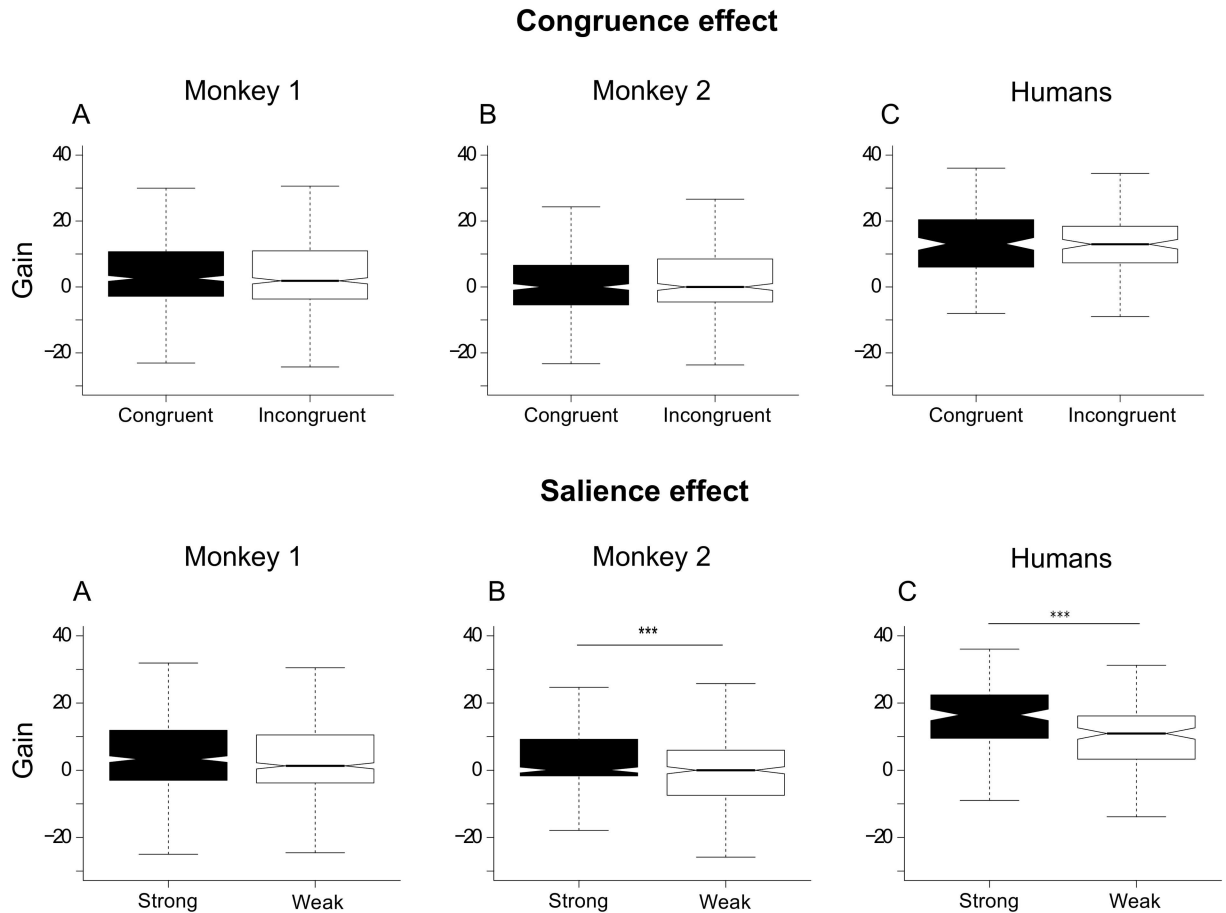 Congruence effect
Monkey 1
Monkey 2
Humans
A
B
C
Gain
40
20
0
−20
40
20
0
−20
40
20
0
−20
Congruent Incongruent
Congruent Incongruent
Congruent Incongruent
Salience effect
Monkey 1
Monkey 2
Humans
A
B
C
Gain
40
20
0
−20
***
40
20
0
−20
***
40
20
0
−20
Strong Weak
Strong Weak
Strong Weak